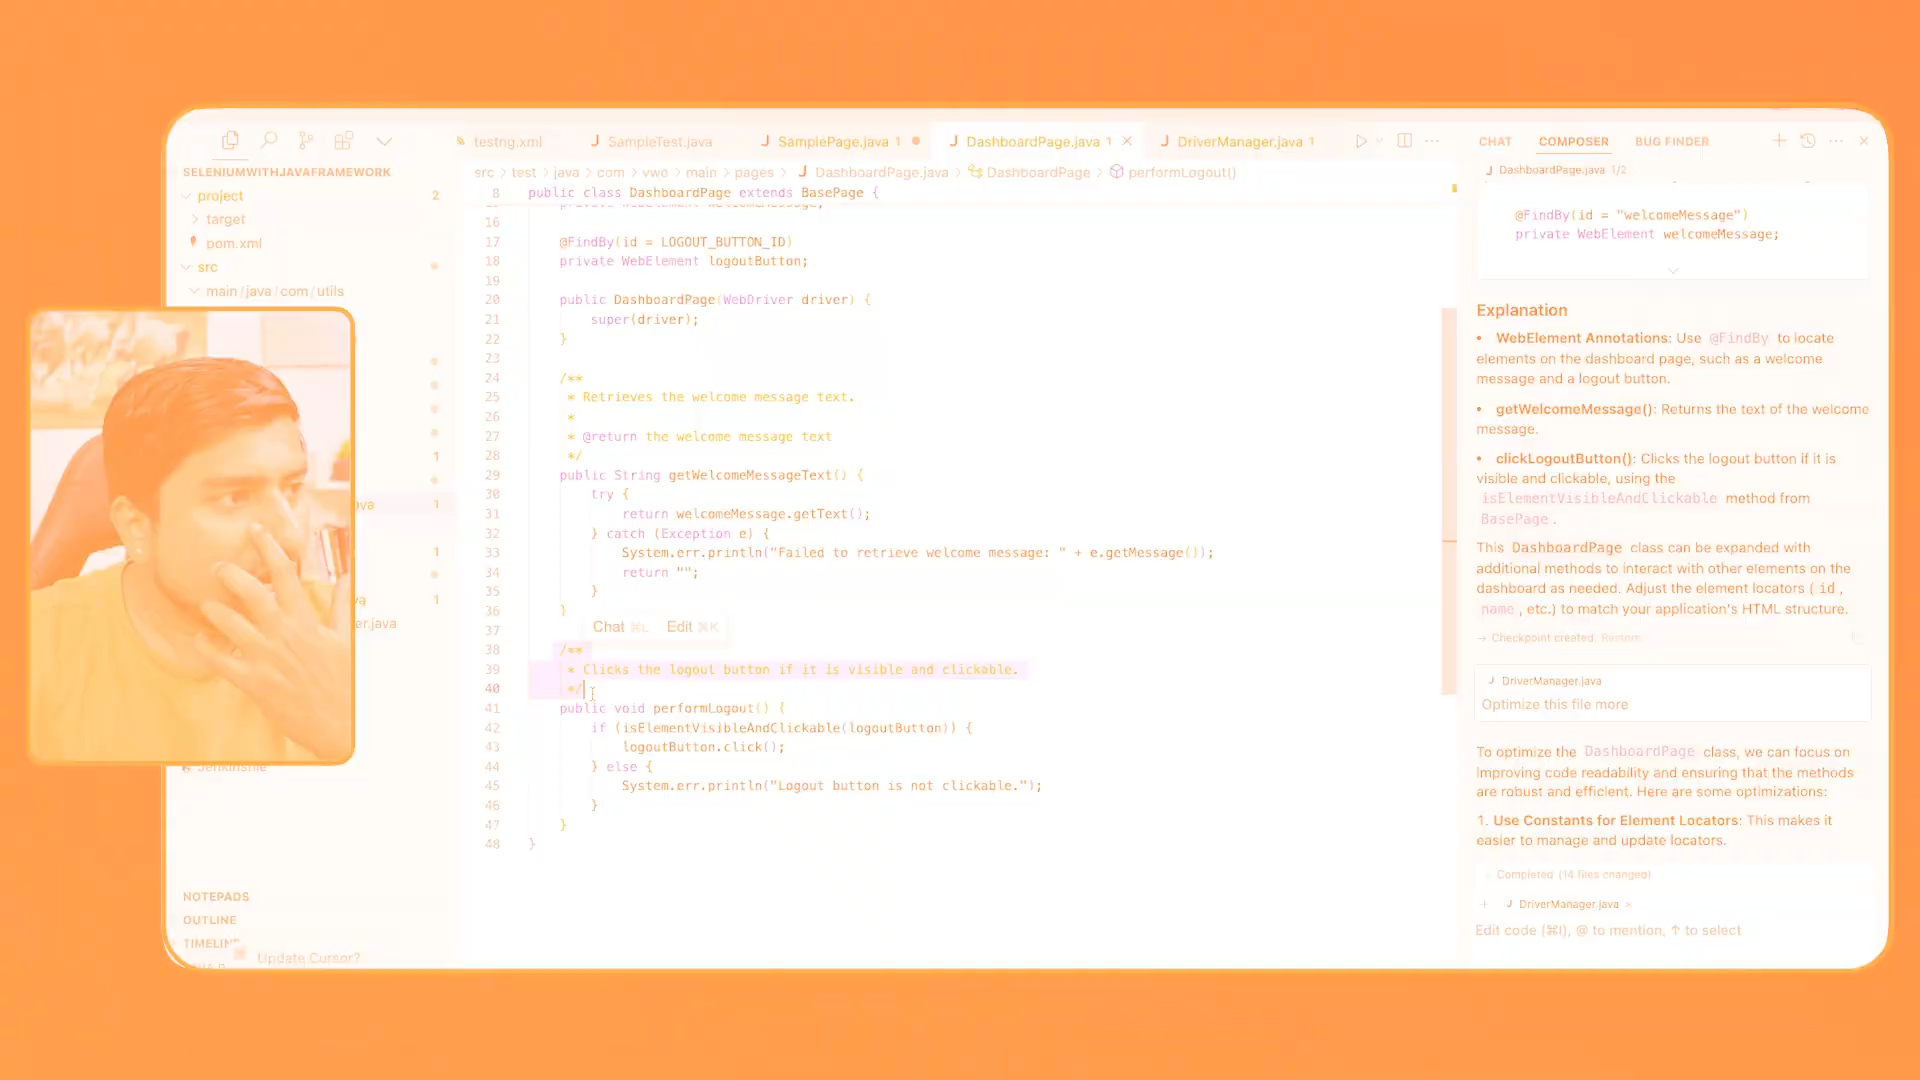 SELENIUMWITHJAVAFRAMEWORK
project 2
target
pom.xml
src
main / java / com / utils
1
ava 1
1
va 1
er.java
Jenkinsfile
NOTEPADS
OUTLINE
TIMELINE
Update Cursor?
testng.xml
J SampleTest.java
J SamplePage.java 1
J DashboardPage.java 1 ×
J DriverManager.java 1
src > test > java > com > vwo > main > pages > J DashboardPage.java > DashboardPage > performLogout()
8 public class DashboardPage extends BasePage {
16
17 @FindBy(id = LOGOUT_BUTTON_ID)
18 private WebElement logoutButton;
19
20 public DashboardPage(WebDriver driver) {
21 super(driver);
22 }
23
24 /**
25 * Retrieves the welcome message text.
26 *
27 * @return the welcome message text
28 */
29 public String getWelcomeMessageText() {
30 try {
31 return welcomeMessage.getText();
32 } catch (Exception e) {
33 System.err.println("Failed to retrieve welcome message: " + e.getMessage());
34 return "";
35 }
36 }
37
Chat ⌘L Edit ⌘K
38 /**
39 * Clicks the logout button if it is visible and clickable.
40 */
41 public void performLogout() {
42 if (isElementVisibleAndClickable(logoutButton)) {
43 logoutButton.click();
44 } else {
45 System.err.println("Logout button is not clickable.");
46 }
47 }
48 }
CHAT COMPOSER BUG FINDER
J DashboardPage.java 1/2
@FindBy(id = "welcomeMessage")
private WebElement welcomeMessage;
Explanation
• WebElement Annotations: Use @FindBy to locate
elements on the dashboard page, such as a welcome
message and a logout button.
• getWelcomeMessage(): Returns the text of the welcome
message.
• clickLogoutButton(): Clicks the logout button if it is
visible and clickable, using the
isElementVisibleAndClickable method from
BasePage.
This DashboardPage class can be expanded with
additional methods to interact with other elements on the
dashboard as needed. Adjust the element locators ( id ,
name , etc.) to match your application's HTML structure.
→ Checkpoint created. Restore
J DriverManager.java
Optimize this file more
To optimize the DashboardPage class, we can focus on
improving code readability and ensuring that the methods
are robust and efficient. Here are some optimizations:
1. Use Constants for Element Locators: This makes it
easier to manage and update locators.
Completed (14 files changed)
+ J DriverManager.java ×
Edit code (⌘I), @ to mention, ↑ to select